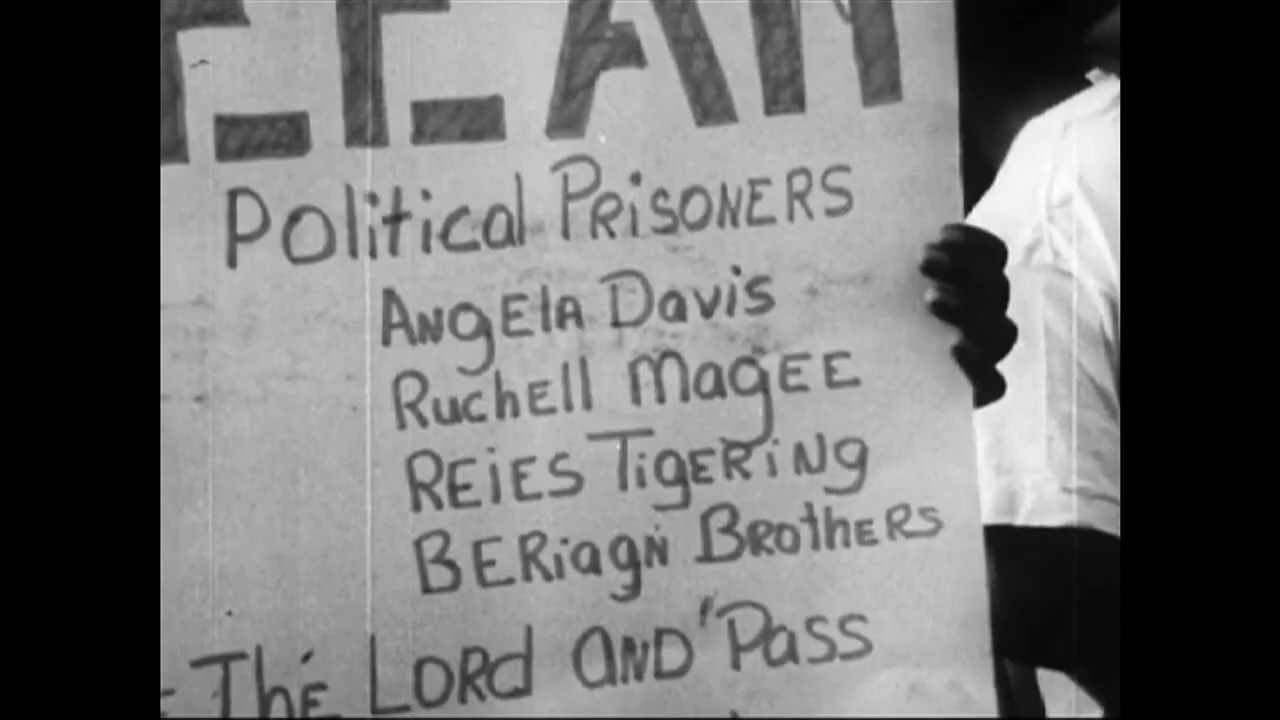 Political PRISONERS
ANgEla Davis
Ruchell MagEE
REiES TigERiNg
BERiagN BRothERS
The LORd AND "Pass